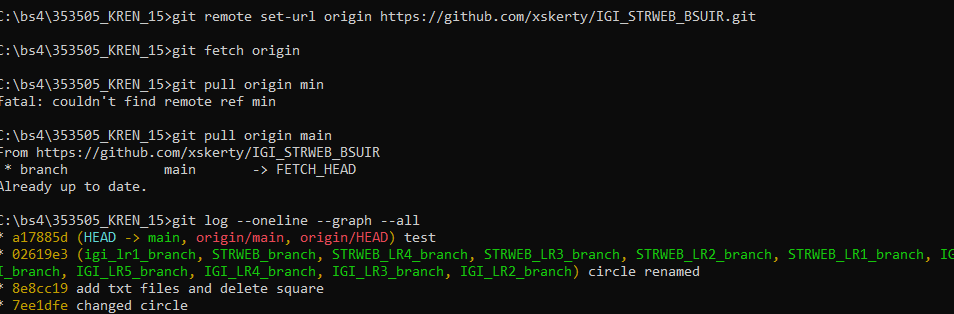 C:\bs4\353505_KREN_15>git remote set-url origin https://github.com/xskerty/IGI_STRWEB_BSUIR.git
C:\bs4\353505_KREN_15>git fetch origin
C:\bs4\353505_KREN_15>git pull origin min
fatal: couldn't find remote ref min
C:\bs4\353505_KREN_15>git pull origin main
From https://github.com/xskerty/IGI_STRWEB_BSUIR
* branch main -> FETCH_HEAD
Already up to date.
C:\bs4\353505_KREN_15>git log --oneline --graph --all
* a17885d (HEAD -> main, origin/main, origin/HEAD) test
* 02619e3 (igi_lr1_branch, STRWEB_branch, STRWEB_LR4_branch, STRWEB_LR3_branch, STRWEB_LR2_branch, STRWEB_LR1_branch, IG
I_branch, IGI_LR5_branch, IGI_LR4_branch, IGI_LR3_branch, IGI_LR2_branch) circle renamed
* 8e8cc19 add txt files and delete square
* 7ee1dfe changed circle